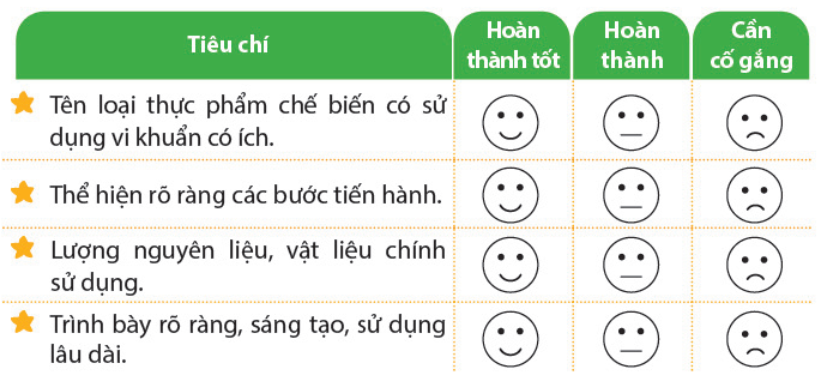 Tiêu chí
Hoàn
thành tốt
Hoàn
thành
Cần
cố gắng
Tên loại thực phẩm chế biến có sử
dụng vi khuẩn có ích.
Thể hiện rõ ràng các bước tiến hành.
Lượng nguyên liệu, vật liệu chính
sử dụng.
Trình bày rõ ràng, sáng tạo, sử dụng
lâu dài.